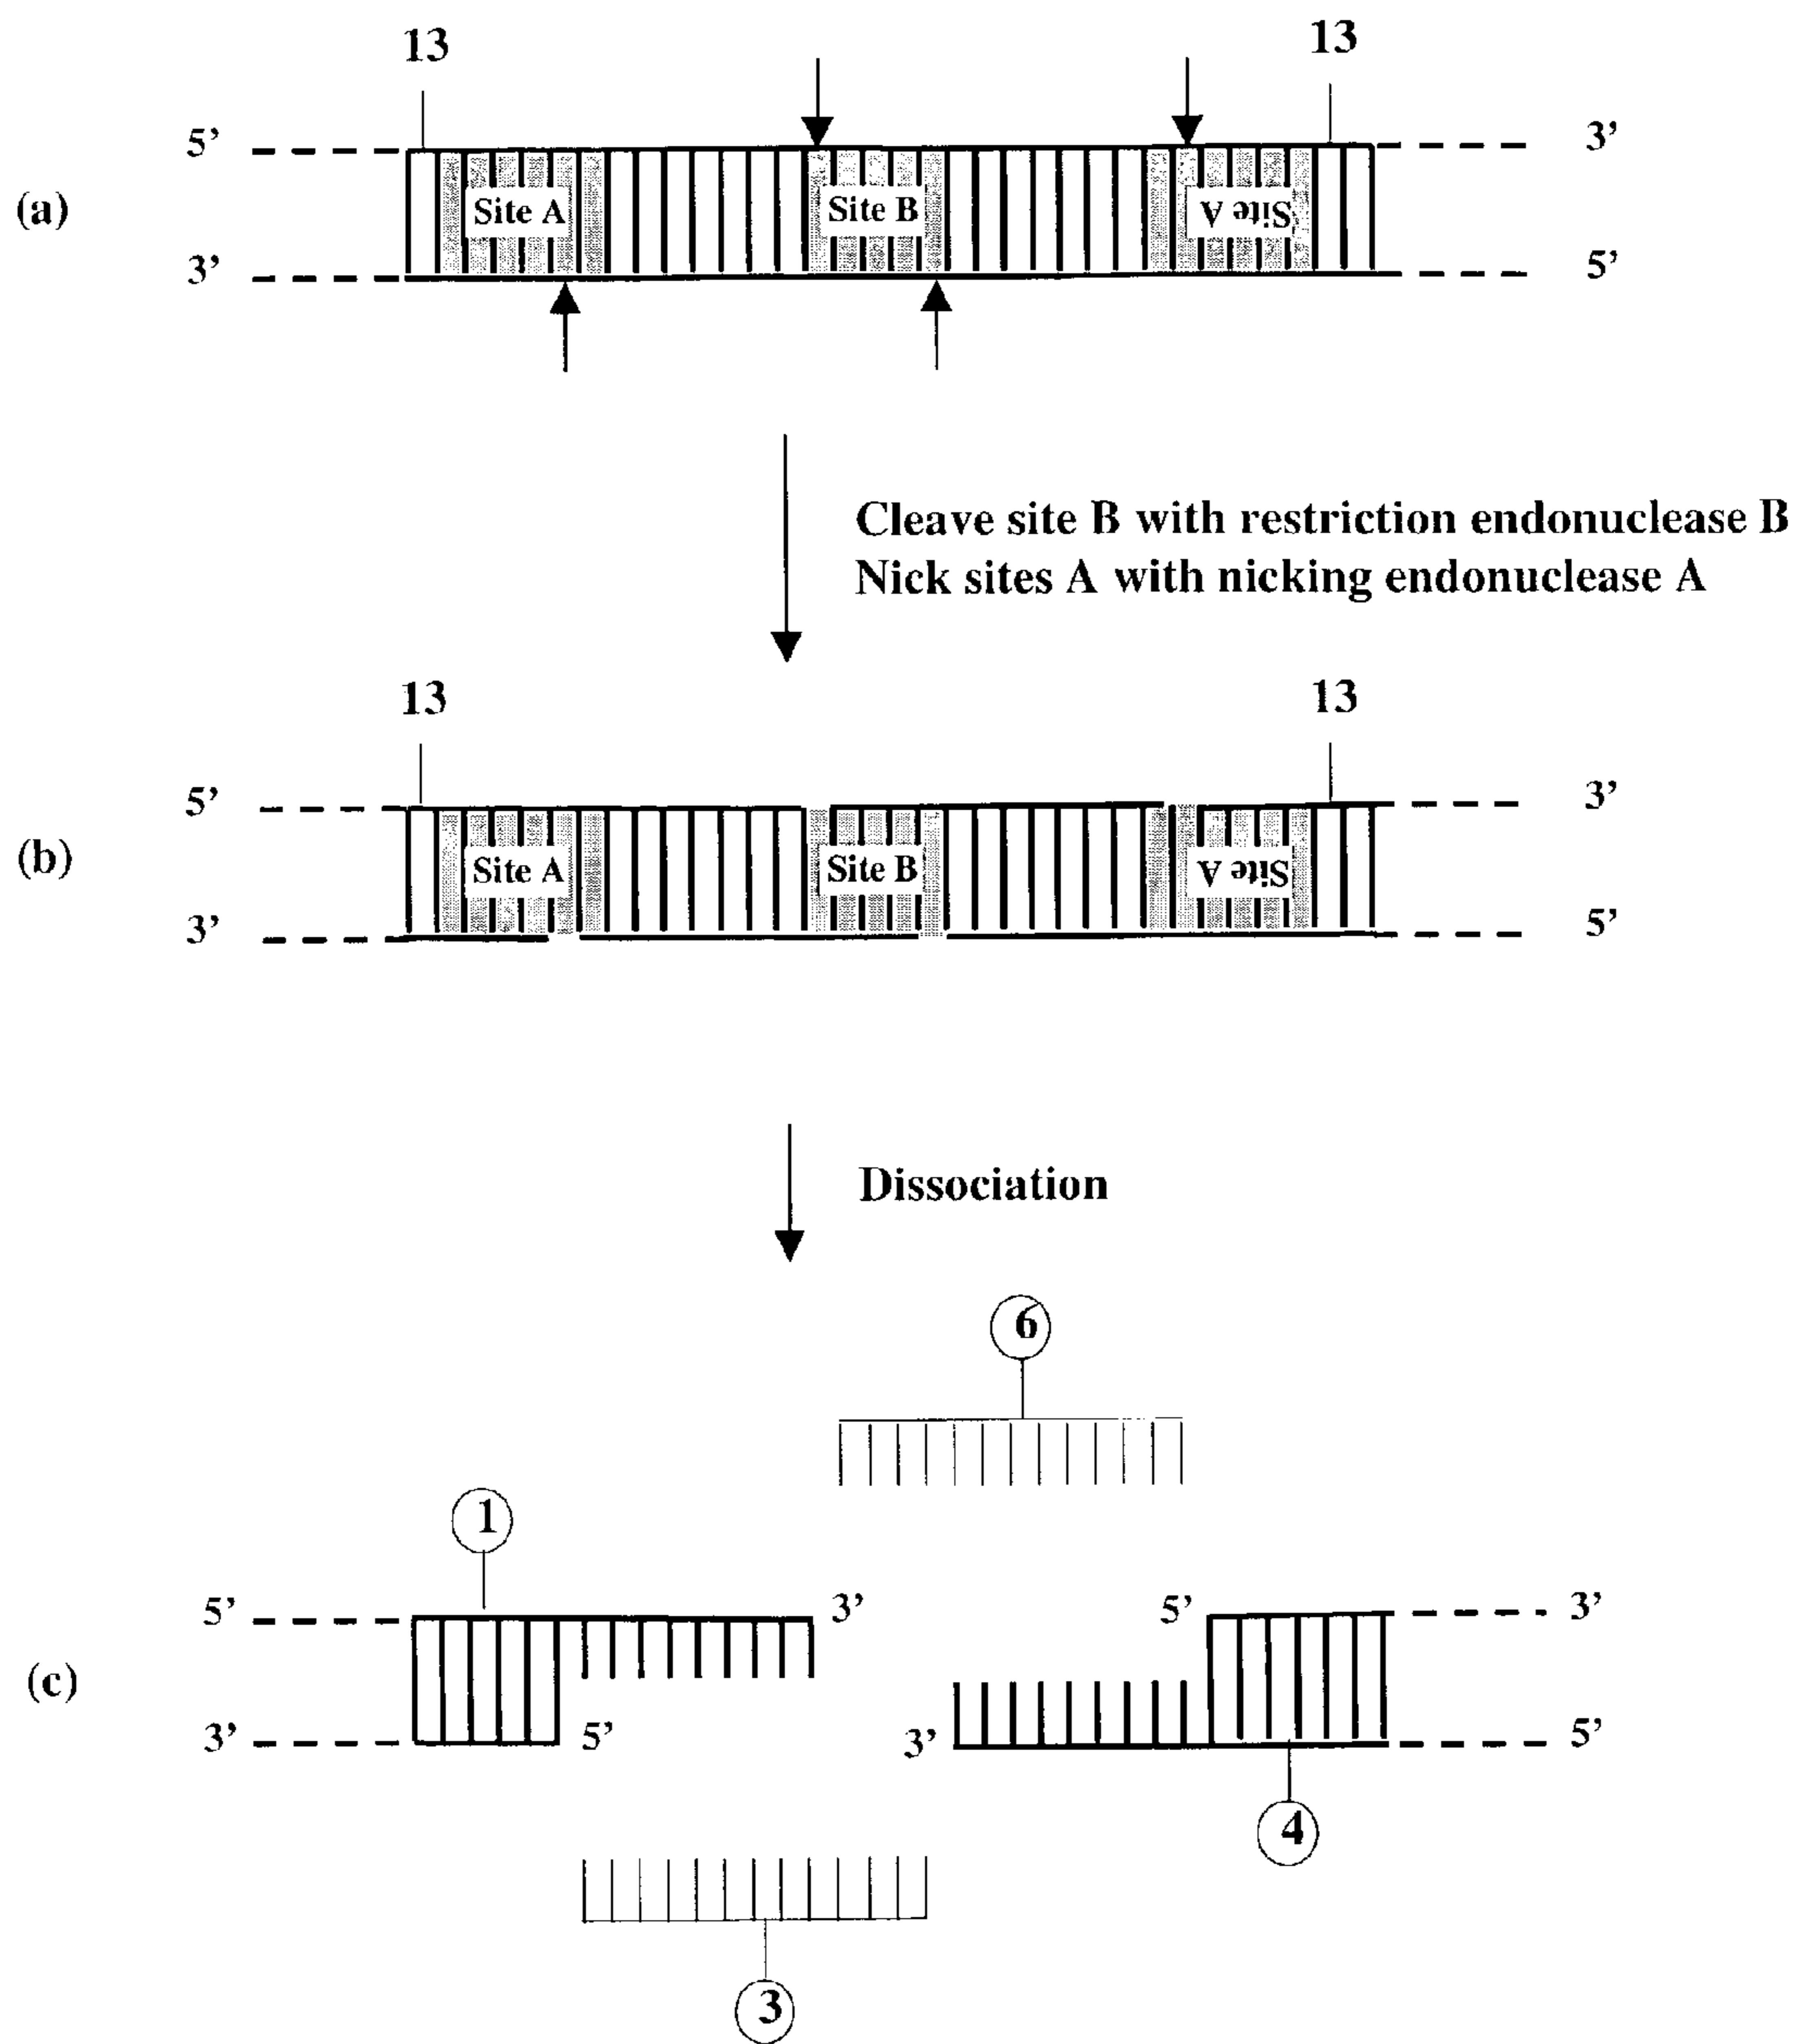 13 13
5’ 3’
(a) Site A Site B Site A
3’ 5’
Cleave site B with restriction endonuclease B
Nick sites A with nicking endonuclease A
13 13
5’ 3’
(b) Site A Site B Site A
3’ 5’
Dissociation
6
1
5’ 3’ 5’ 3’
(c)
3’ 5’ 3’ 5’
4
3